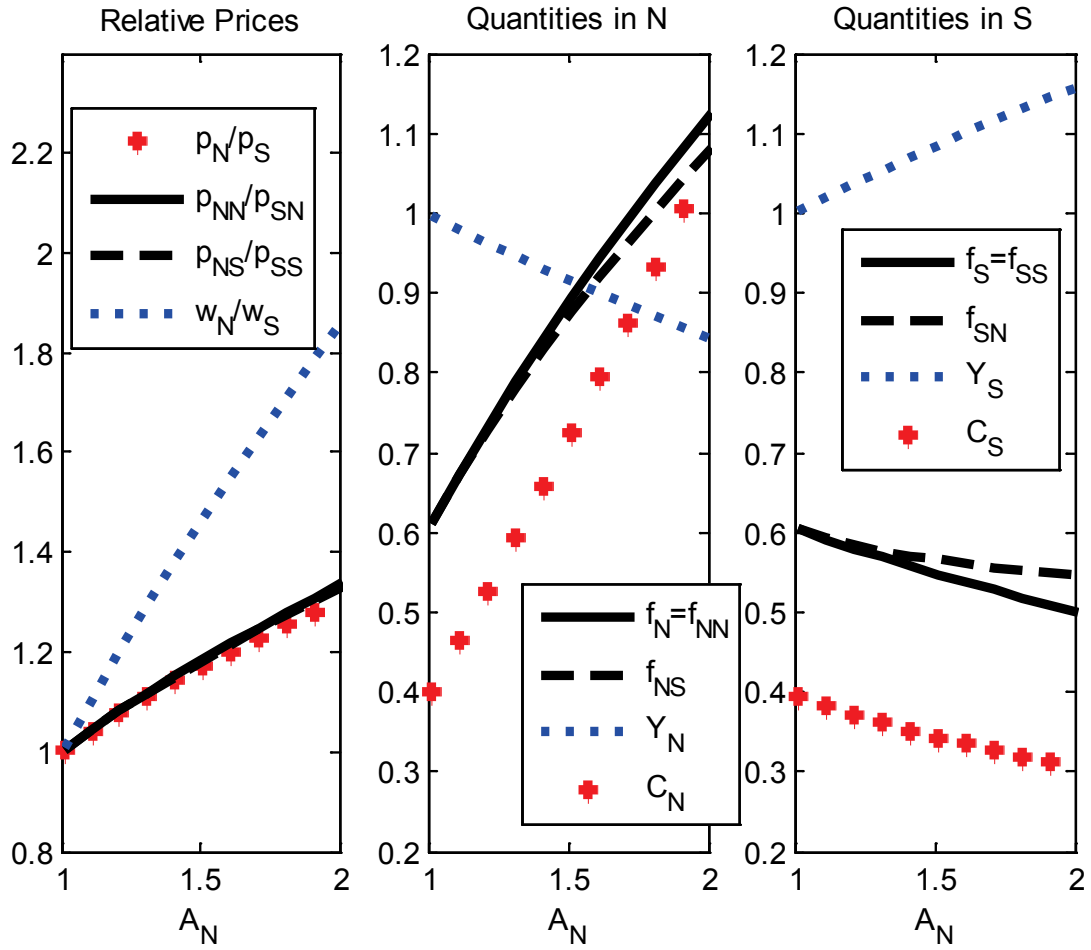 Relative Prices
p_N/p_S
p_NN/p_SN
p_NS/p_SS
w_N/w_S
2.2
2
1.8
1.6
1.4
1.2
1
0.8
1
1.5
2
A_N
Quantities in N
1.2
1.1
1
0.9
0.8
0.7
0.6
0.5
0.4
0.3
0.2
f_N=f_NN
f_NS
Y_N
C_N
1
1.5
2
A_N
Quantities in S
1.2
1.1
1
0.9
0.8
0.7
0.6
0.5
0.4
0.3
0.2
f_S=f_SS
f_SN
Y_S
C_S
1
1.5
2
A_N